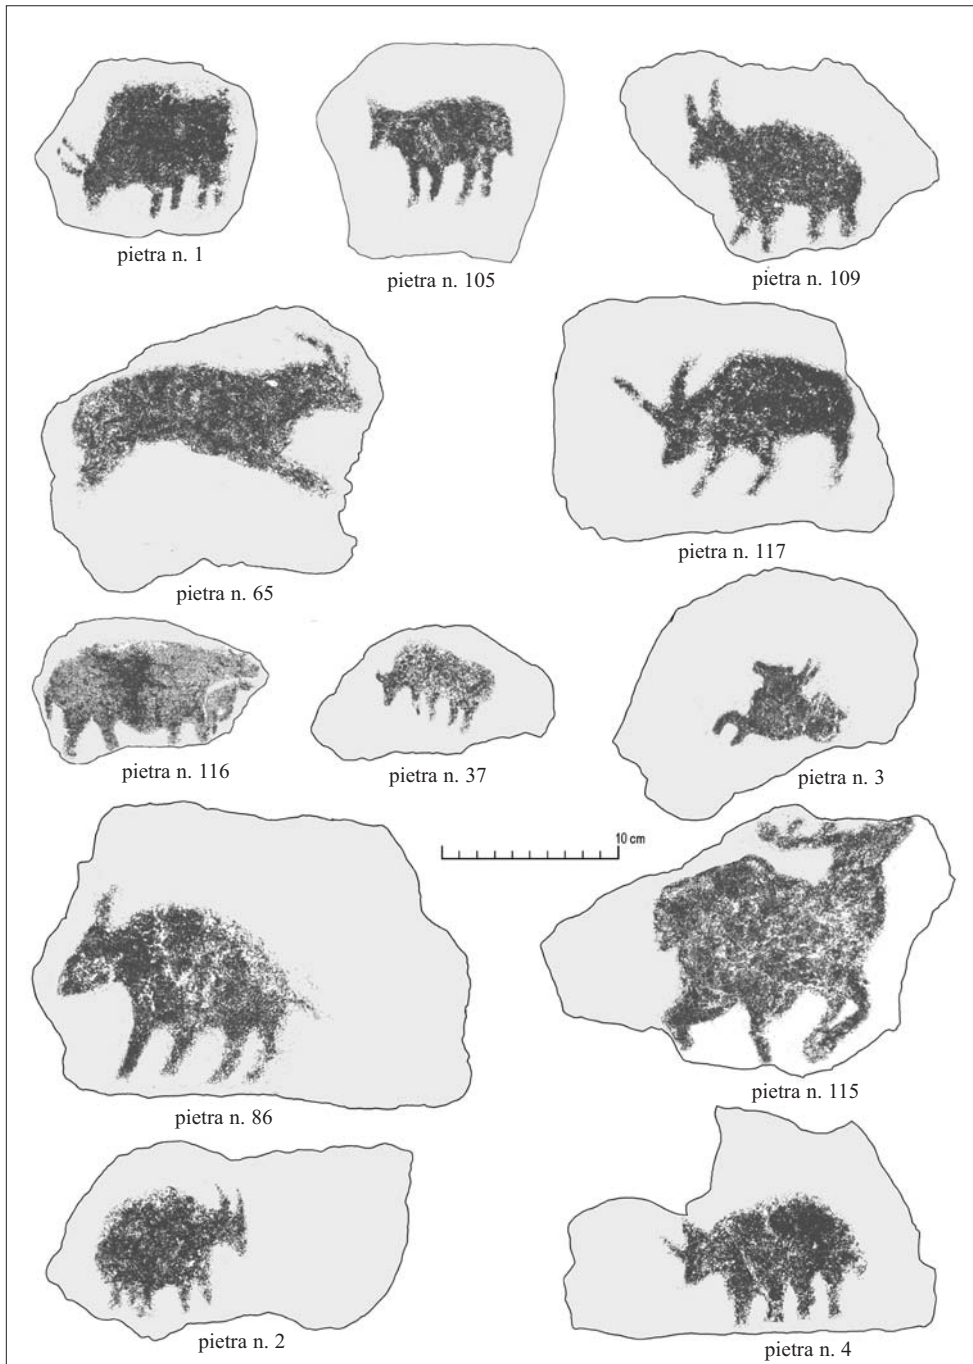 pietra n. 1
pietra n. 105
pietra n. 109
pietra n. 65
pietra n. 117
pietra n. 116
pietra n. 37
pietra n. 3
10 cm
pietra n. 86
pietra n. 115
pietra n. 2
pietra n. 4